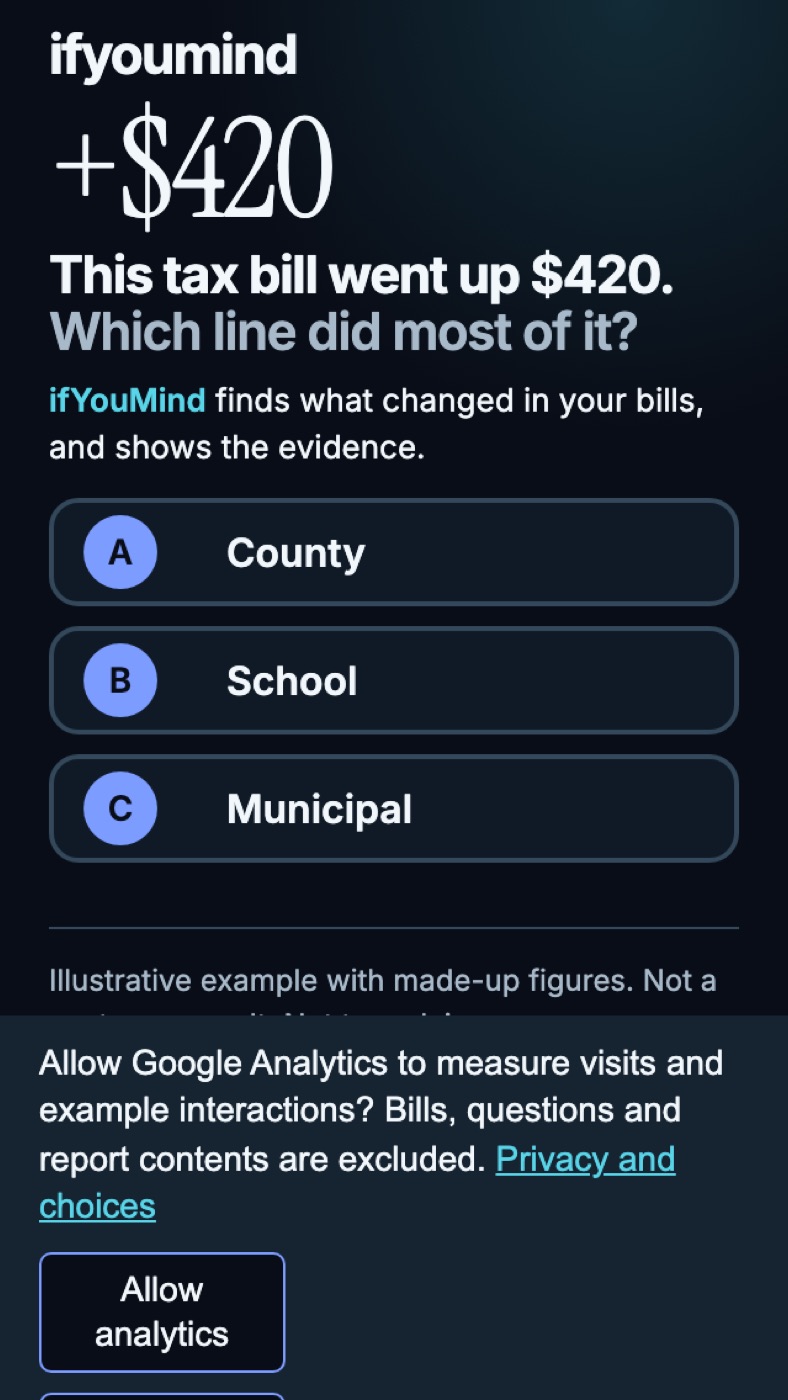 ifyoumind
+$420
This tax bill went up $420.
Which line did most of it?
ifYouMind finds what changed in your bills,
and shows the evidence.
A County
B School
C Municipal
Illustrative example with made-up figures. Not a
Allow Google Analytics to measure visits and
example interactions? Bills, questions and
report contents are excluded. Privacy and
choices
Allow
analytics